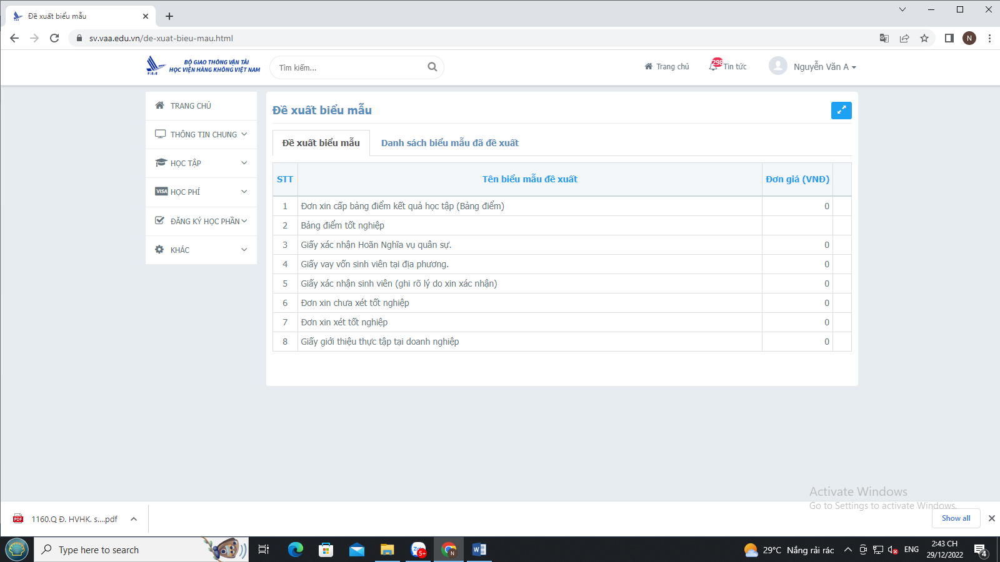 Đề xuất biểu mẫu
sv.vaa.edu.vn/de-xuat-bieu-mau.html
N
BỘ GIAO THÔNG VẬN TẢI
HỌC VIỆN HÀNG KHÔNG VIỆT NAM
VAA
Tìm kiếm...
Trang chủ
298
Tin tức
Nguyễn Văn A
TRANG CHỦ
THÔNG TIN CHUNG
HỌC TẬP
VISA HỌC PHÍ
ĐĂNG KÝ HỌC PHẦN
KHÁC
Đề xuất biểu mẫu
Đề xuất biểu mẫu Danh sách biểu mẫu đã đề xuất
STT Tên biểu mẫu đề xuất Đơn giá (VNĐ)
1 Đơn xin cấp bảng điểm kết quả học tập (Bảng điểm) 0
2 Bảng điểm tốt nghiệp
3 Giấy xác nhận Hoãn Nghĩa vụ quân sự. 0
4 Giấy vay vốn sinh viên tại địa phương. 0
5 Giấy xác nhận sinh viên (ghi rõ lý do xin xác nhận) 0
6 Đơn xin chưa xét tốt nghiệp 0
7 Đơn xin xét tốt nghiệp 0
8 Giấy giới thiệu thực tập tại doanh nghiệp 0
Activate Windows
Go to Settings to activate Windows.
PDF 1160.Q Đ. HVHK. s....pdf
Show all
Type here to search
5+
N
29°C Nắng rải rác
ENG
2:43 CH
29/12/2022
4